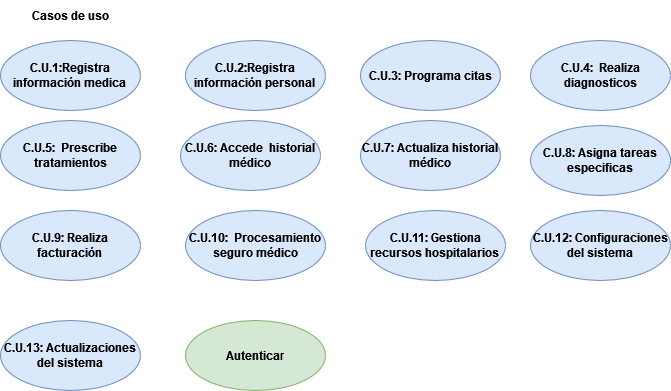 Casos de uso
C.U.1:Registra
información medica
C.U.2:Registra
información personal
C.U.3: Programa citas
C.U.4:  Realiza
diagnosticos
C.U.5:  Prescribe
tratamientos
C.U.6: Accede  historial
médico
C.U.7: Actualiza historial
médico
C.U.8: Asigna tareas
especificas
C.U.9: Realiza
facturación
C.U.10:  Procesamiento
seguro médico
C.U.11: Gestiona
recursos hospitalarios
C.U.12: Configuraciones
del sistema
C.U.13: Actualizaciones
del sistema
Autenticar